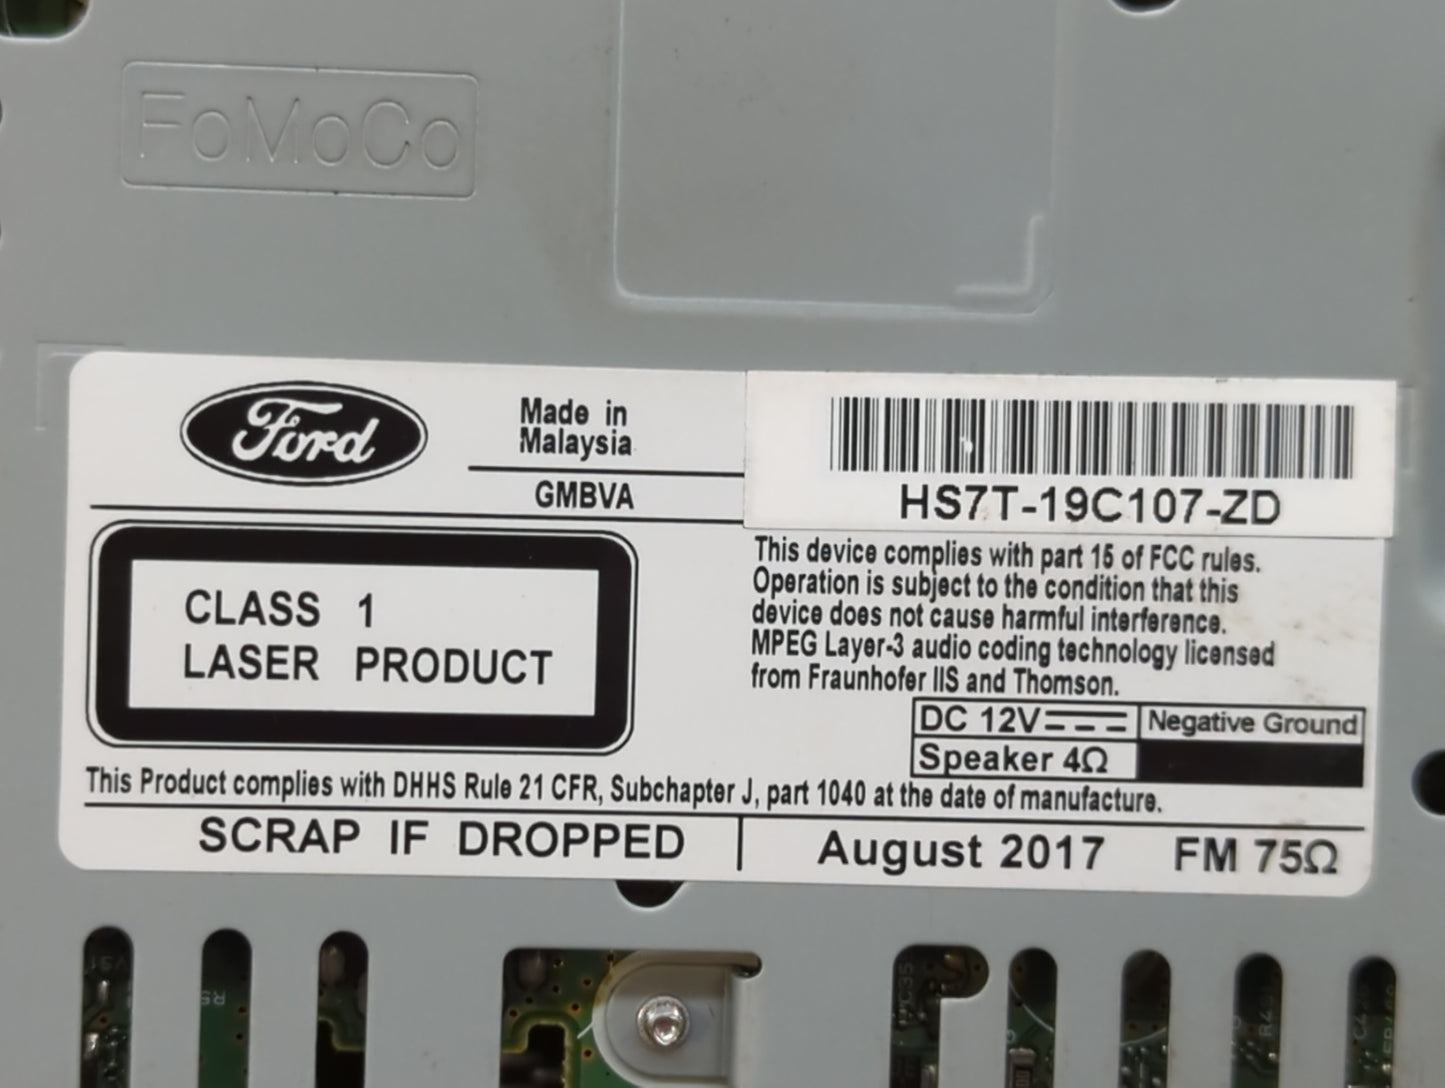 FoMoCo
Ford
Made in
Malaysia
GMBVA
HS7T-19C107-ZD
CLASS 1
LASER PRODUCT
This device complies with part 15 of FCC rules.
Operation is subject to the condition that this
device does not cause harmful interference.
MPEG Layer-3 audio coding technology licensed
from Fraunhofer IIS and Thomson.
DC 12V Negative Ground
Speaker 4Ω
This Product complies with DHHS Rule 21 CFR, Subchapter J, part 1040 at the date of manufacture.
SCRAP IF DROPPED
August 2017 FM 75Ω